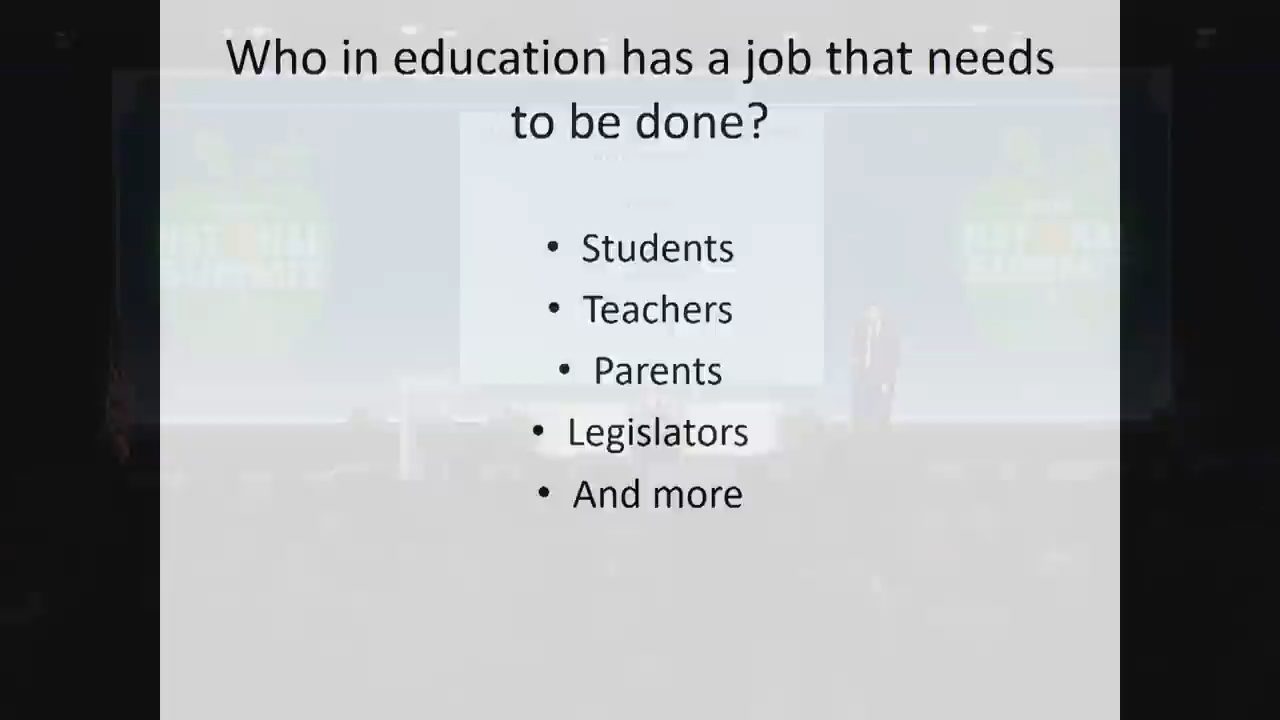 Who in education has a job that needs
to be done?
• Students
• Teachers
• Parents
• Legislators
• And more